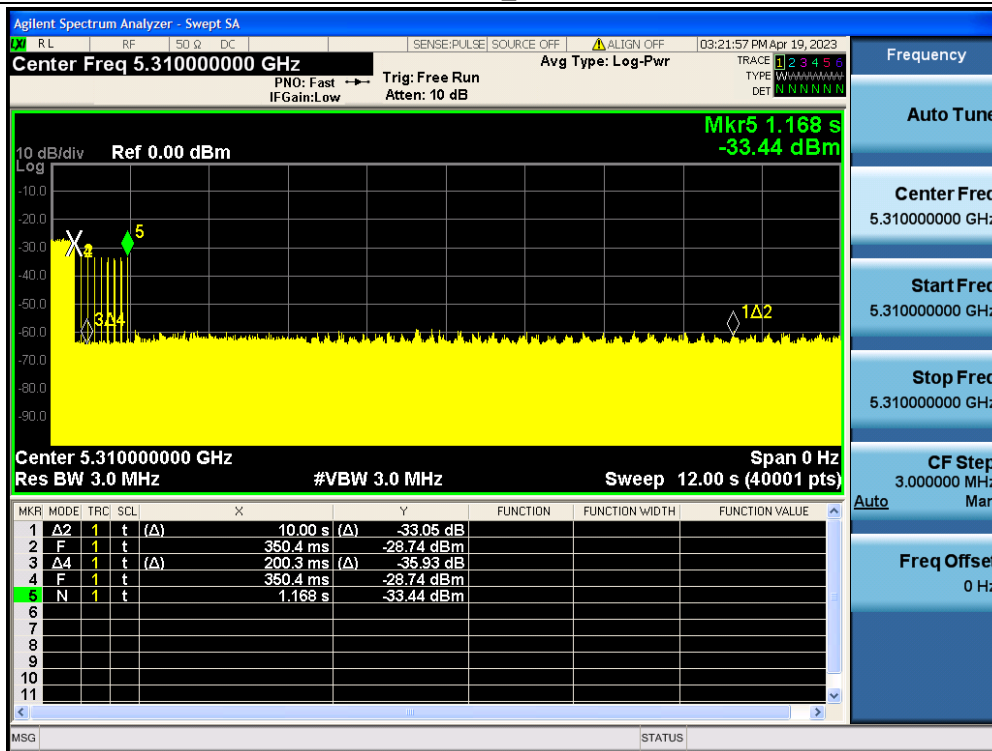 Agilent Spectrum Analyzer - Swept SA
LXI RL RF 50 Ω DC SENSE:PULSE SOURCE OFF ALIGN OFF 03:21:57 PM Apr 19, 2023
Center Freq 5.310000000 GHz
PNO: Fast
IFGain:Low
Trig: Free Run
Atten: 10 dB
Avg Type: Log-Pwr
TRACE 1 2 3 4 5 6
TYPE WWWWWW
DET N N N N N N
Mkr5 1.168 s
-33.44 dBm
10 dB/div Ref 0.00 dBm
Log
-10.0
-20.0
-30.0
-40.0
-50.0
-60.0
-70.0
-80.0
-90.0
5
3Δ4
1Δ2
Center 5.310000000 GHz Span 0 Hz
Res BW 3.0 MHz #VBW 3.0 MHz Sweep 12.00 s (40001 pts)
MKR MODE TRC SCL X Y FUNCTION FUNCTION WIDTH FUNCTION VALUE
1 Δ2 1 t (Δ) 10.00 s (Δ) -33.05 dB
2 F 1 t 350.4 ms -28.74 dBm
3 Δ4 1 t (Δ) 200.3 ms (Δ) -35.93 dB
4 F 1 t 350.4 ms -28.74 dBm
5 N 1 t 1.168 s -33.44 dBm
6
7
8
9
10
11
MSG STATUS
Frequency
Auto Tune
Center Freq
5.310000000 GHz
Start Freq
5.310000000 GHz
Stop Freq
5.310000000 GHz
CF Step
3.000000 MHz
Auto Man
Freq Offset
0 Hz